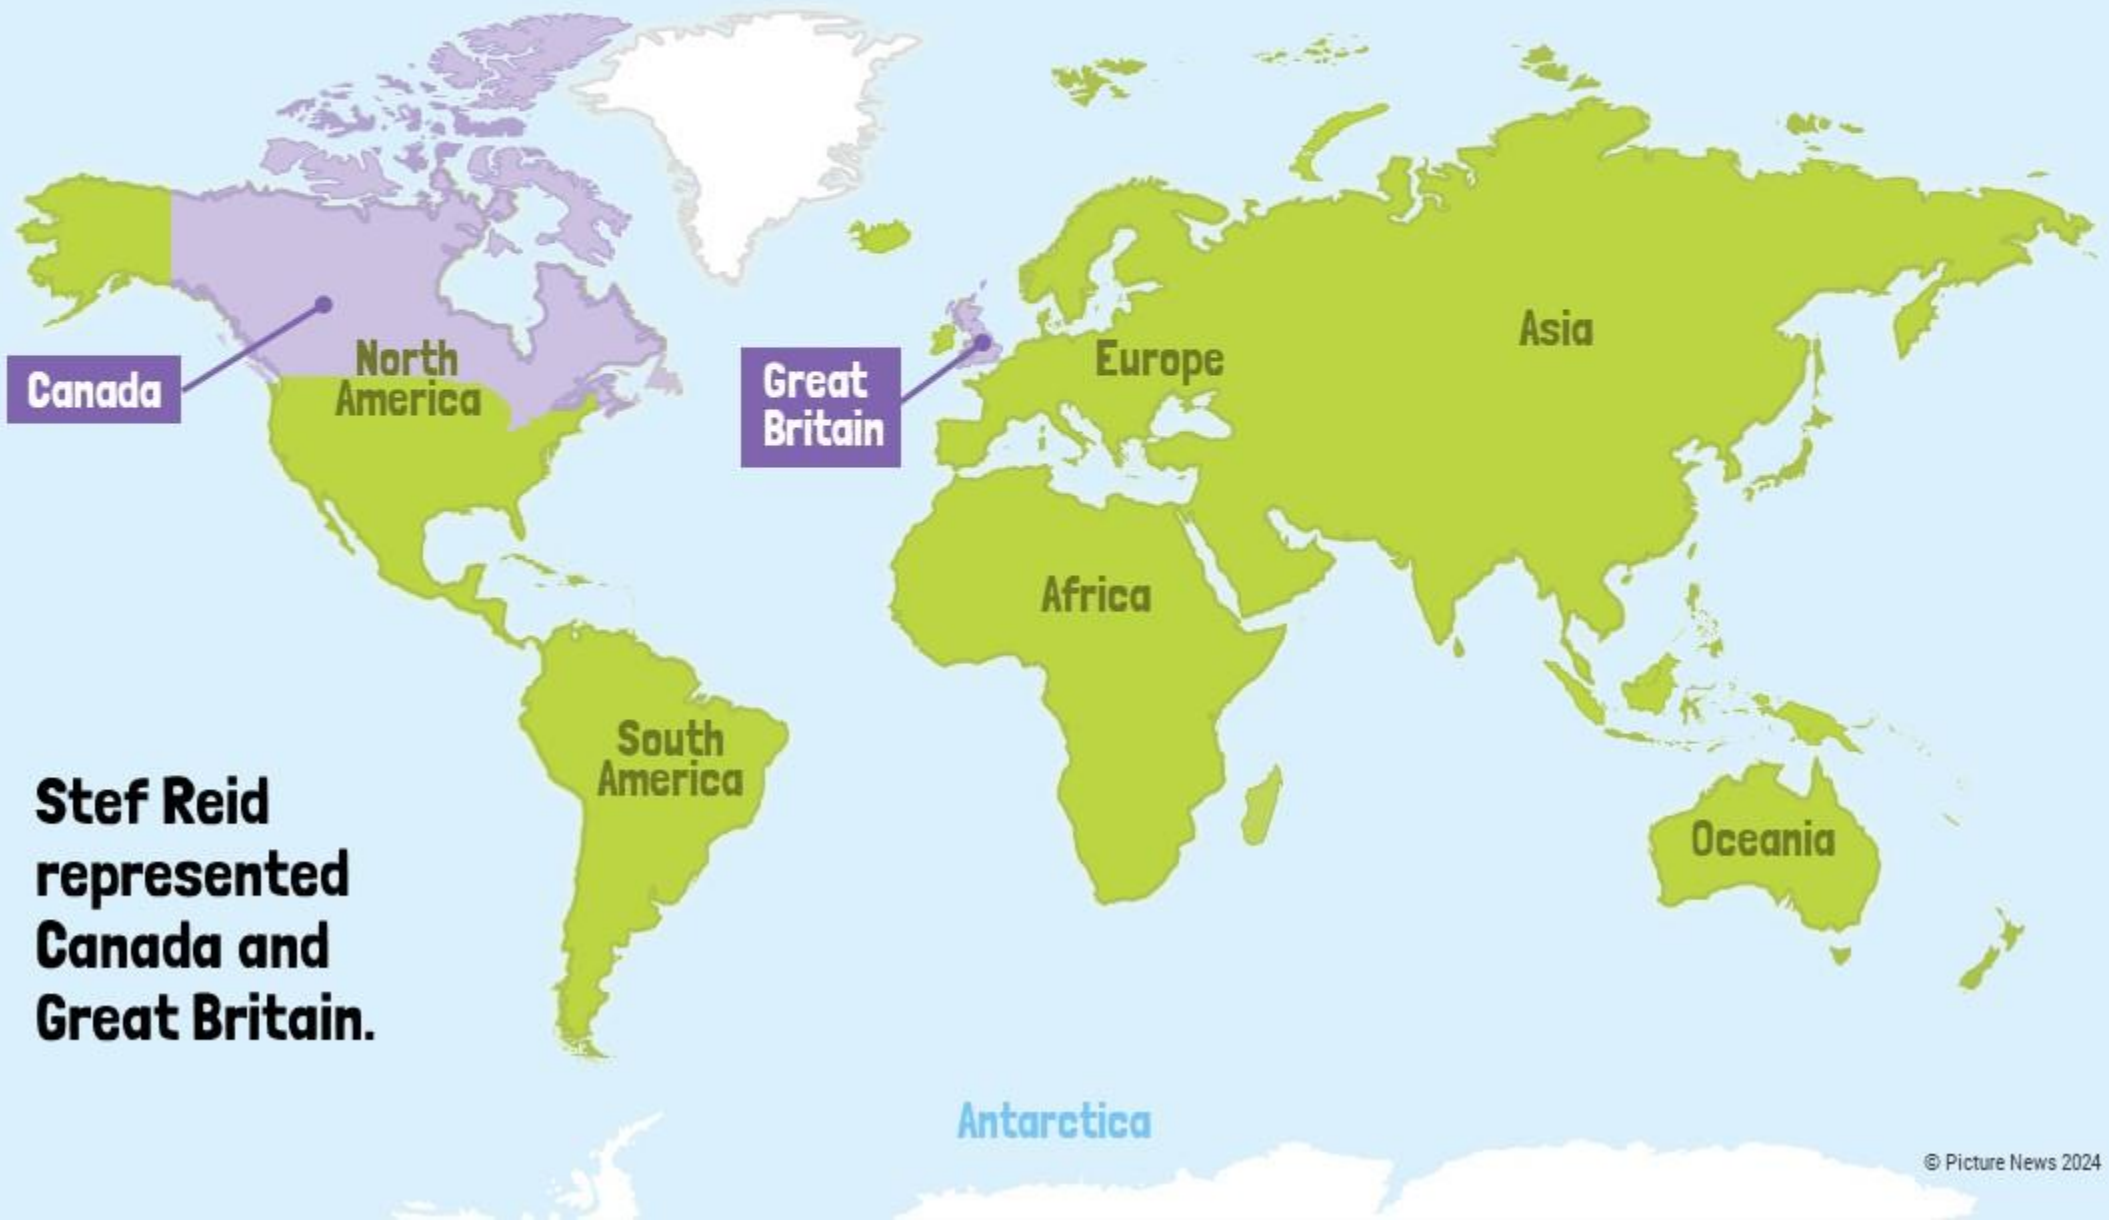 Canada
North
America
Great
Britain
Europe
Asia
Africa
South
America
Oceania
Stef Reid
represented
Canada and
Great Britain.
Antarctica
© Picture News 2024